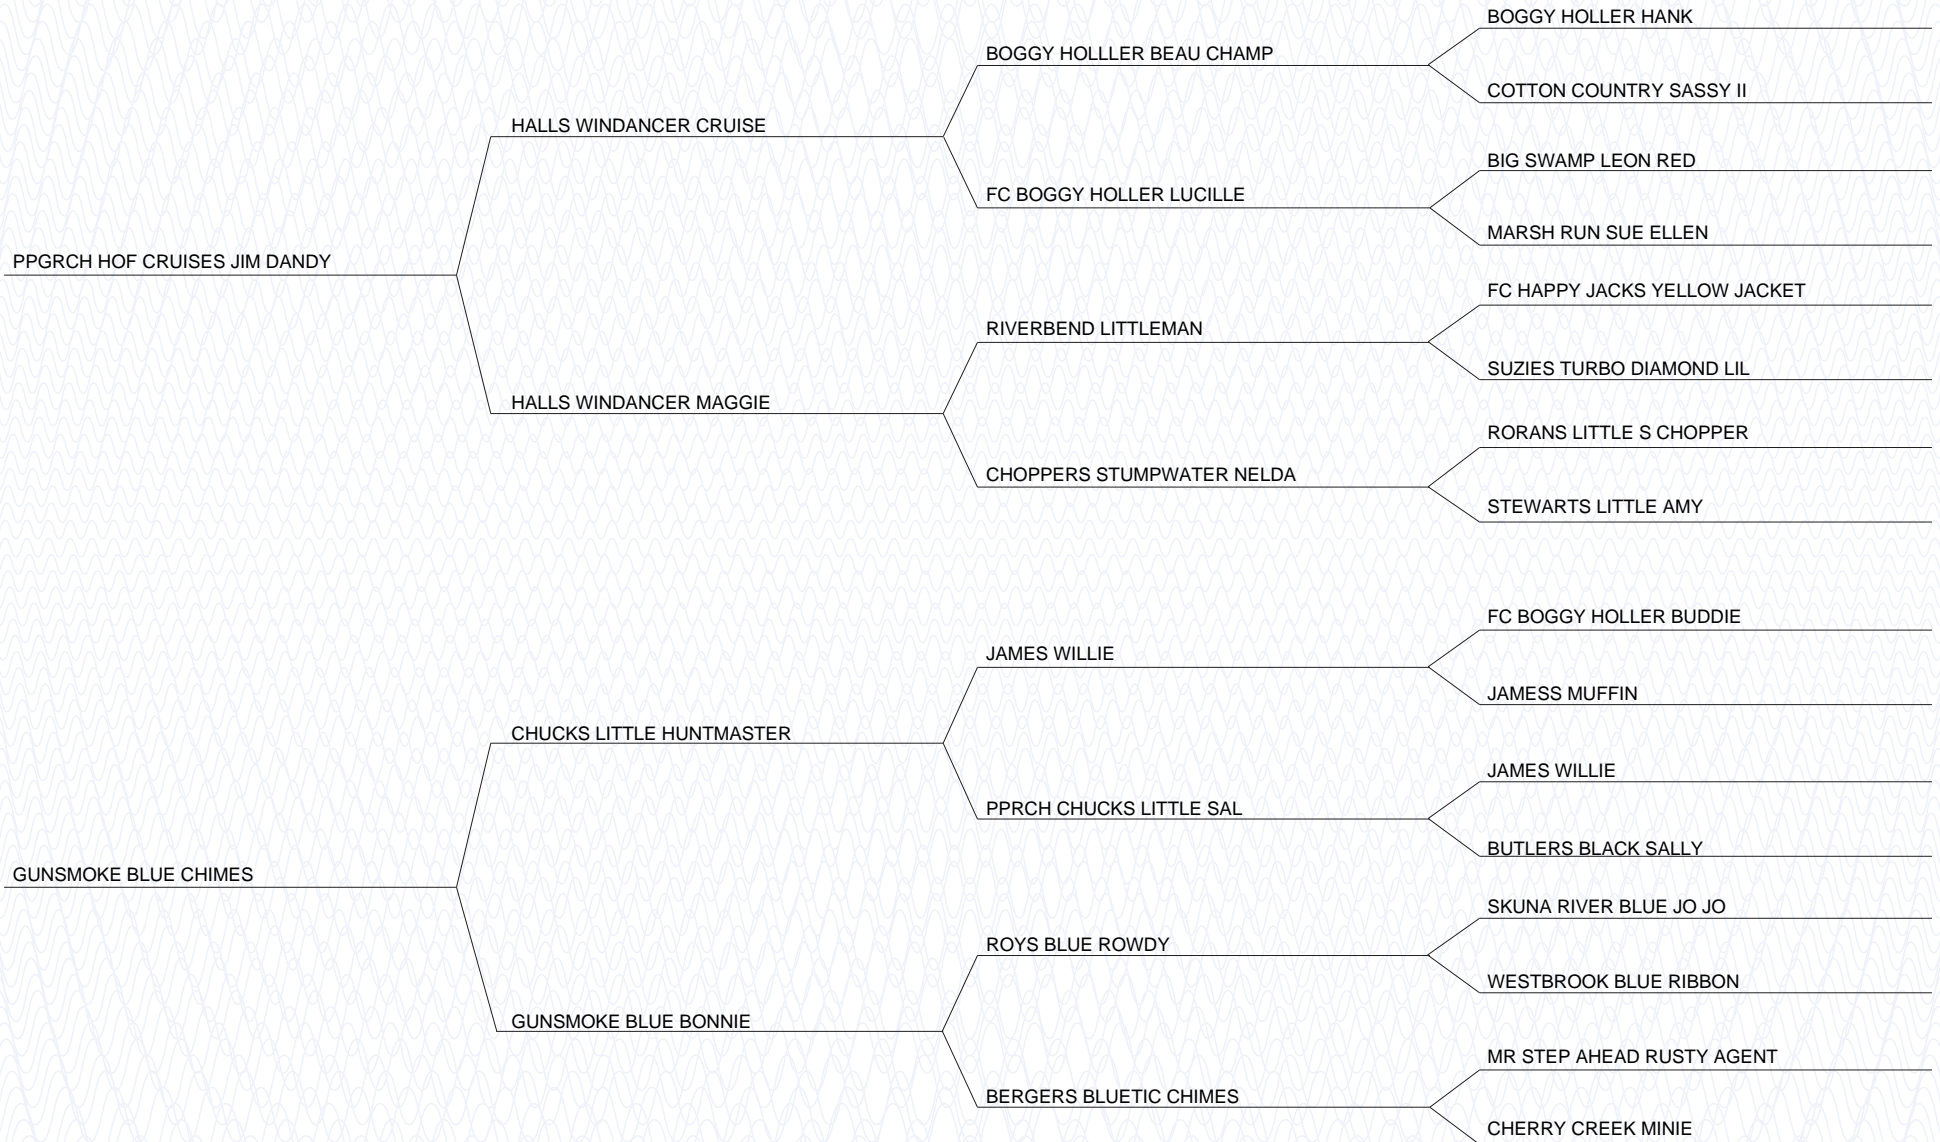 BOGGY HOLLER HANK
BOGGY HOLLLER BEAU CHAMP
COTTON COUNTRY SASSY II
HALLS WINDANCER CRUISE
BIG SWAMP LEON RED
FC BOGGY HOLLER LUCILLE
MARSH RUN SUE ELLEN
PPGRCH HOF CRUISES JIM DANDY
FC HAPPY JACKS YELLOW JACKET
RIVERBEND LITTLEMAN
SUZIES TURBO DIAMOND LIL
HALLS WINDANCER MAGGIE
RORANS LITTLE S CHOPPER
CHOPPERS STUMPWATER NELDA
STEWARTS LITTLE AMY
FC BOGGY HOLLER BUDDIE
JAMES WILLIE
JAMESS MUFFIN
CHUCKS LITTLE HUNTMASTER
JAMES WILLIE
PPRCH CHUCKS LITTLE SAL
BUTLERS BLACK SALLY
GUNSMOKE BLUE CHIMES
SKUNA RIVER BLUE JO JO
ROYS BLUE ROWDY
WESTBROOK BLUE RIBBON
GUNSMOKE BLUE BONNIE
MR STEP AHEAD RUSTY AGENT
BERGERS BLUETIC CHIMES
CHERRY CREEK MINIE